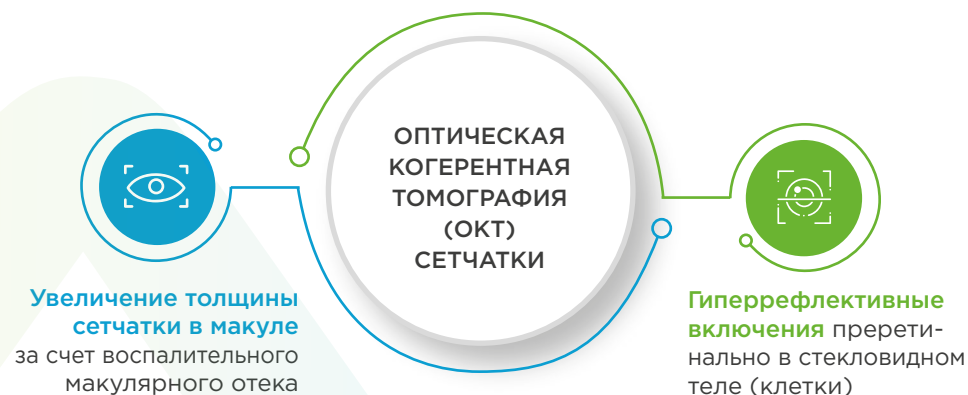 ОПТИЧЕСКАЯ
КОГЕРЕНТНАЯ
ТОМОГРАФИЯ
(ОКТ)
СЕТЧАТКИ
Увеличение толщины
сетчатки в макуле
за счет воспалительного
макулярного отека
Гиперрефлективные
включения пререти-
нально в стекловидном
теле (клетки)